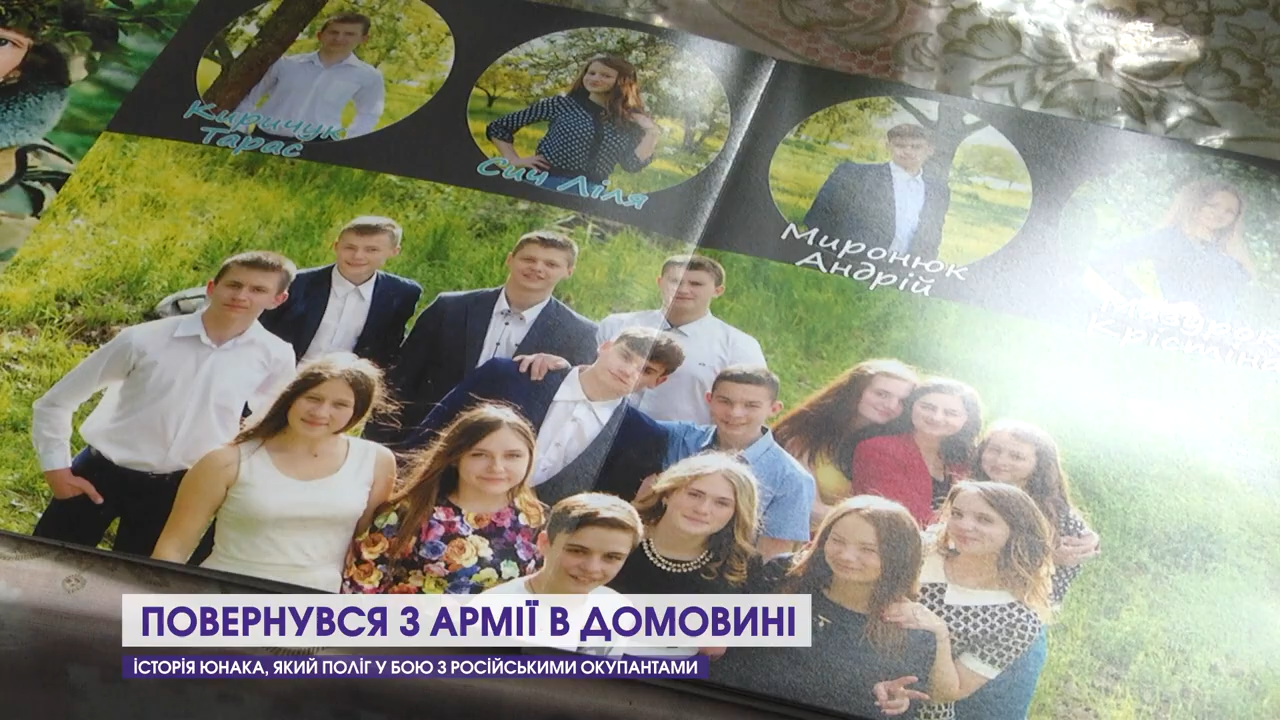 Киричук
Тарас
Сич Ліля
Миронюк
Андрій
ПОВЕРНУВСЯ З АРМІЇ В ДОМОВИНІ
ІСТОРІЯ ЮНАКА, ЯКИЙ ПОЛІГ У БОЮ З РОСІЙСЬКИМИ ОКУПАНТАМИ